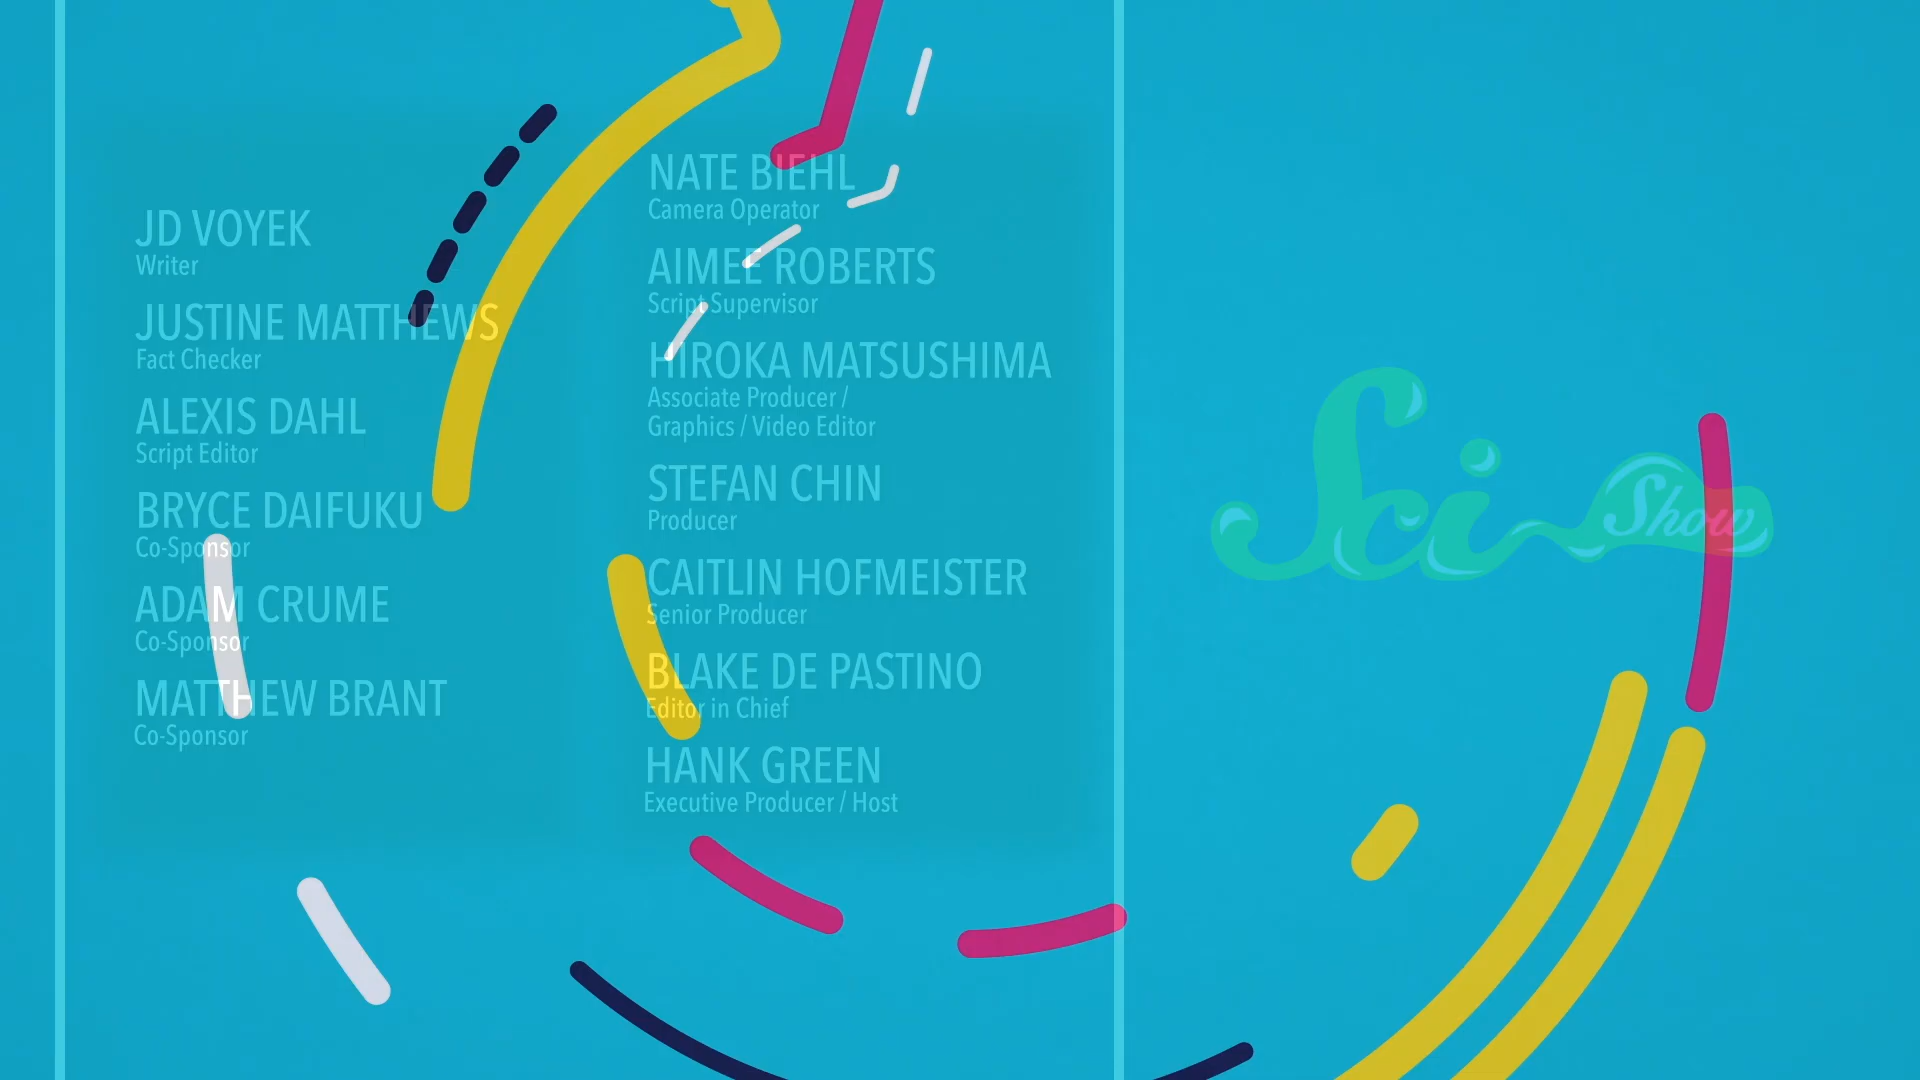 JD VOYEK
Writer
JUSTINE MATTHEWS
Fact Checker
ALEXIS DAHL
Script Editor
BRYCE DAIFUKU
Co-Sponsor
ADAM CRUME
Co-Sponsor
MATTHEW BRANT
Co-Sponsor
NATE BIEHL
Camera Operator
AIMEE ROBERTS
Script Supervisor
HIROKA MATSUSHIMA
Associate Producer /
Graphics / Video Editor
STEFAN CHIN
Producer
CAITLIN HOFMEISTER
Senior Producer
BLAKE DE PASTINO
Editor in Chief
HANK GREEN
Executive Producer / Host
Sci Show